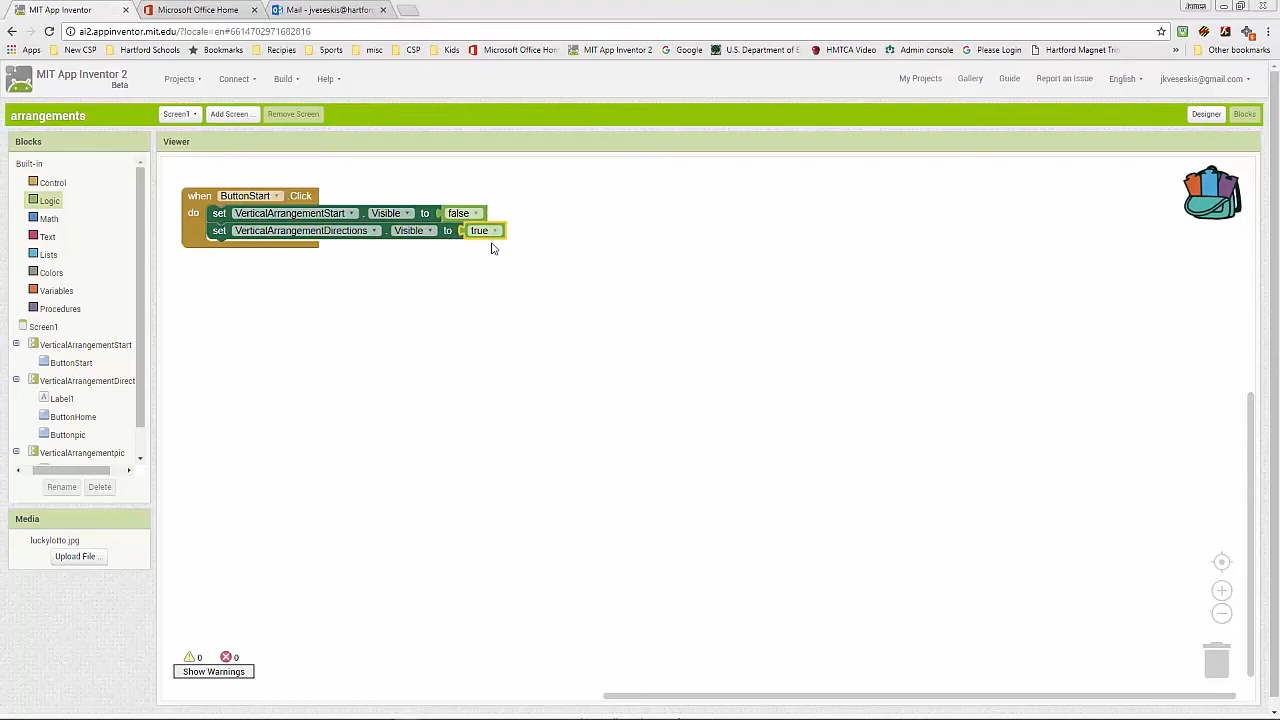 MIT App Inventor
Microsoft Office Home
Mail - jveseskis@hartfor
James
ai2.appinventor.mit.edu/?locale=en#6614702971682816
Apps
New CSP
Hartford Schools
Bookmarks
Recipies
Sports
misc
CSP
Kids
Microsoft Office Hom
MIT App Inventor 2
Google
U.S. Department of E
HMTCA Video
Admin console
Please Login
Hartford Magnet Trin
»
Other bookmarks
MIT App Inventor 2
Beta
Projects
Connect
Build
Help
My Projects
Gallery
Guide
Report an Issue
English
jkveseskis@gmail.com
arrangements
Screen1
Add Screen ...
Remove Screen
Designer
Blocks
Blocks
Viewer
Built-in
Control
Logic
Math
Text
Lists
Colors
Variables
Procedures
Screen1
VerticalArrangementStart
ButtonStart
VerticalArrangementDirect
Label1
ButtonHome
Buttonpic
VerticalArrangementpic
Rename
Delete
Media
luckylotto.jpg
Upload File ...
when ButtonStart .Click
do set VerticalArrangementStart . Visible to false
set VerticalArrangementDirections . Visible to true
0 0
Show Warnings